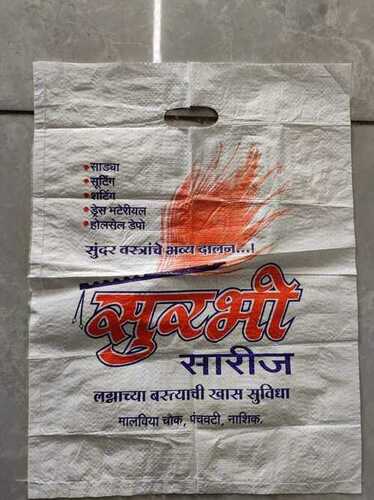 • साड्या
• सूटिंग
• शर्टिंग
• ड्रेस मटेरीयल
• होलसेल डेपो
सुंदर वस्त्रांचे भव्य दालन...!
सुरभी
सारीज
लग्नाच्या बस्त्याची खास सुविधा
मालविया चौक, पंचवटी, नाशिक.